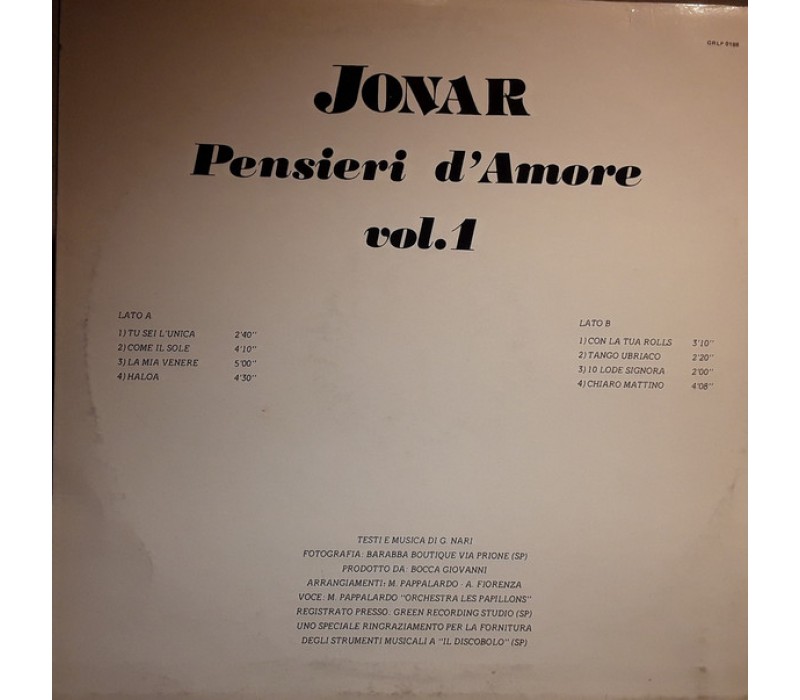 GRLP 5198
JONAR
Pensieri d'Amore
vol.1
LATO A
1) TU SEI L'UNICA 2'40"
2) COME IL SOLE 4'10"
3) LA MIA VENERE 5'00"
4) HALOA 4'30"
LATO B
1) CON LA TUA ROLLS 3'10"
2) TANGO UBRIACO 2'20"
3) 10 LODE SIGNORA 2'00"
4) CHIARO MATTINO 4'08"
TESTI E MUSICA DI G. NARI
FOTOGRAFIA: BARABBA BOUTIQUE VIA PRIONE (SP)
PRODOTTO DA: BOCCA GIOVANNI
ARRANGIAMENTI: M. PAPPALARDO - A. FIORENZA
VOCE: M. PAPPALARDO "ORCHESTRA LES PAPILLONS"
REGISTRATO PRESSO: GREEN RECORDING STUDIO (SP)
UNO SPECIALE RINGRAZIAMENTO PER LA FORNITURA
DEGLI STRUMENTI MUSICALI A "IL DISCOBOLO" (SP)